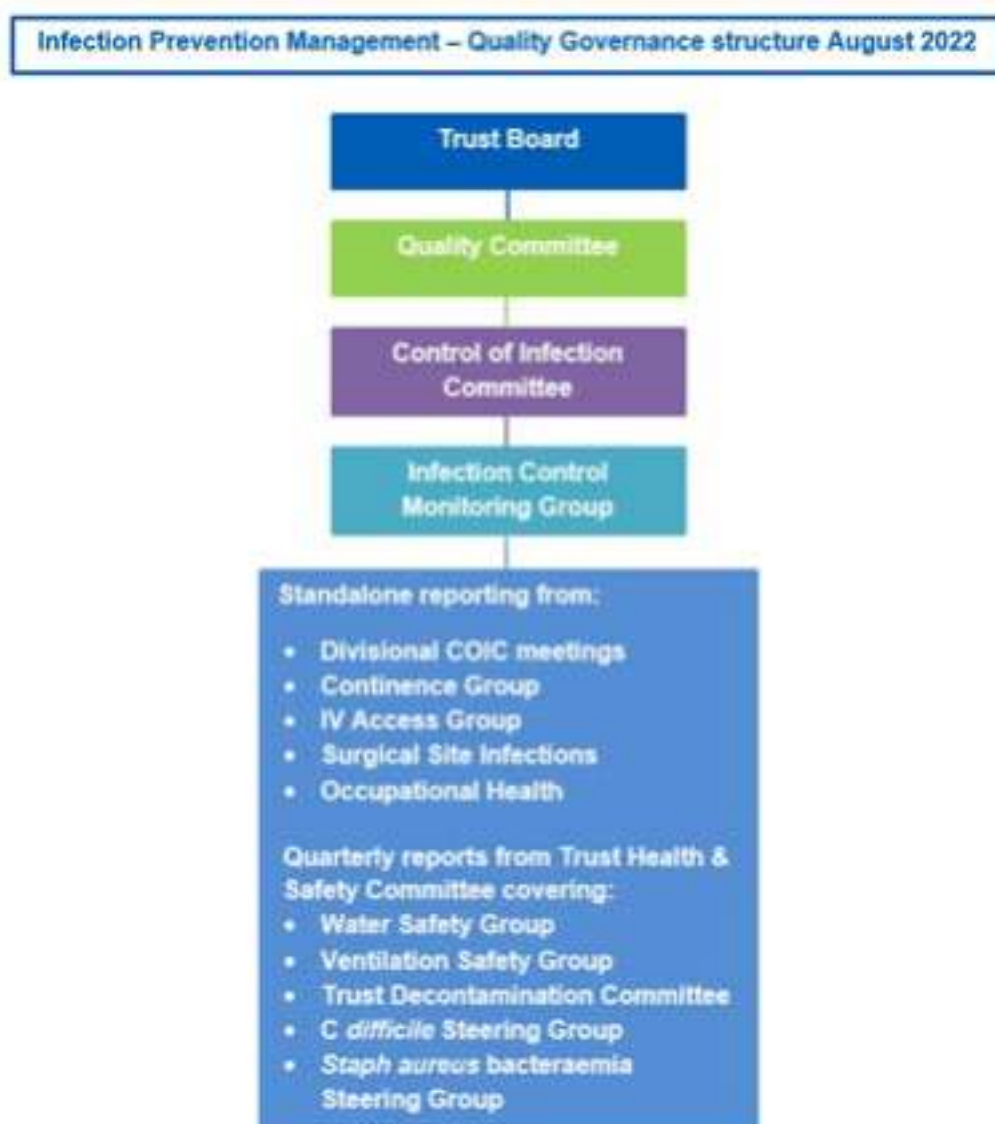 Infection Prevention Management – Quality Governance structure August 2022
Trust Board
Quality Committee
Control of Infection
Committee
Infection Control
Monitoring Group
Standalone reporting from:
• Divisional COIC meetings
• Continence Group
• IV Access Group
• Surgical Site Infections
• Occupational Health
Quarterly reports from Trust Health &
Safety Committee covering:
• Water Safety Group
• Ventilation Safety Group
• Trust Decontamination Committee
• C difficile Steering Group
• Staph aureus bacteraemia
Steering Group